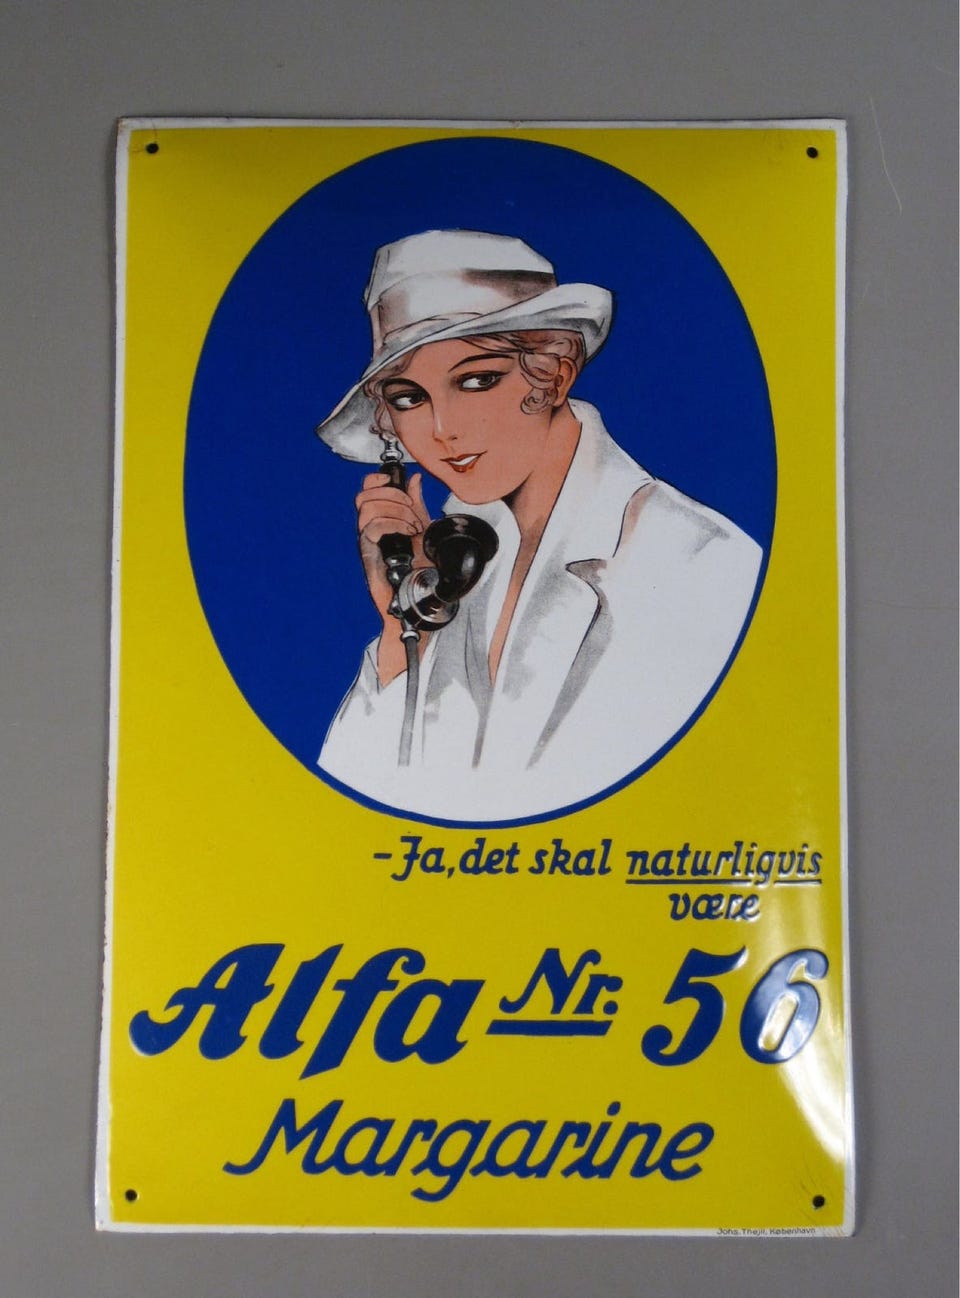 -Ja, det skal naturligvis
være
Alfa Nr. 56
Margarine
Johs. Thejll, København